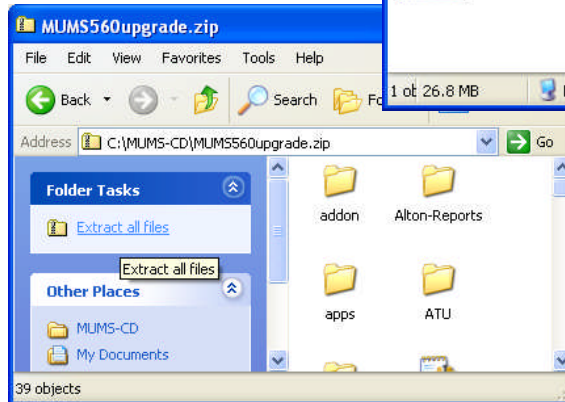 MUMS560upgrade.zip
File Edit View Favorites Tools Help
Back Search
1 ob 26.8 MB
Address C:\MUMS-CD\MUMS560upgrade.zip Go
Folder Tasks
Extract all files
Extract all files
Other Places
MUMS-CD
My Documents
addon Alton-Reports
apps ATU
39 objects